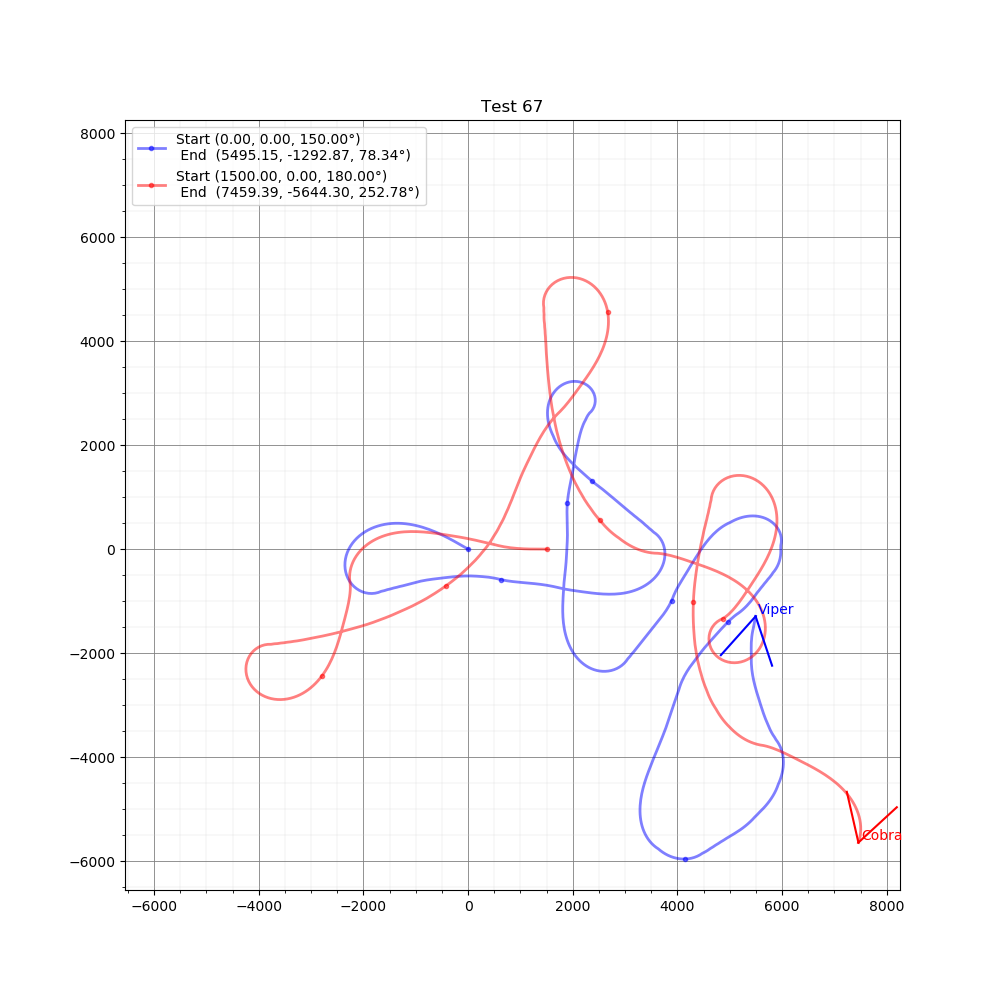 Test 67
Start (0.00, 0.00, 150.00°)
End (5495.15, -1292.87, 78.34°)
Start (1500.00, 0.00, 180.00°)
End (7459.39, -5644.30, 252.78°)
8000
6000
4000
2000
0
−2000
−4000
−6000
Viper
Cobra
−6000 −4000 −2000 0 2000 4000 6000 8000